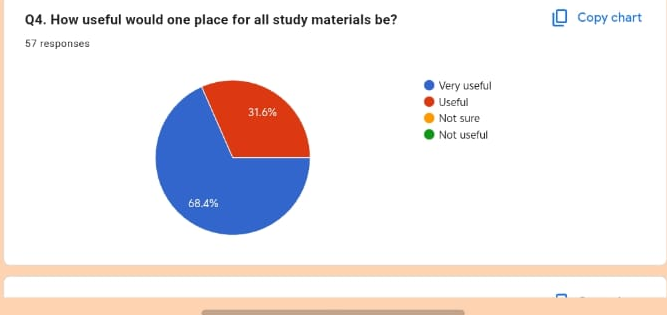 Q4. How useful would one place for all study materials be?
Copy chart
57 responses
31.6%
68.4%
Very useful
Useful
Not sure
Not useful